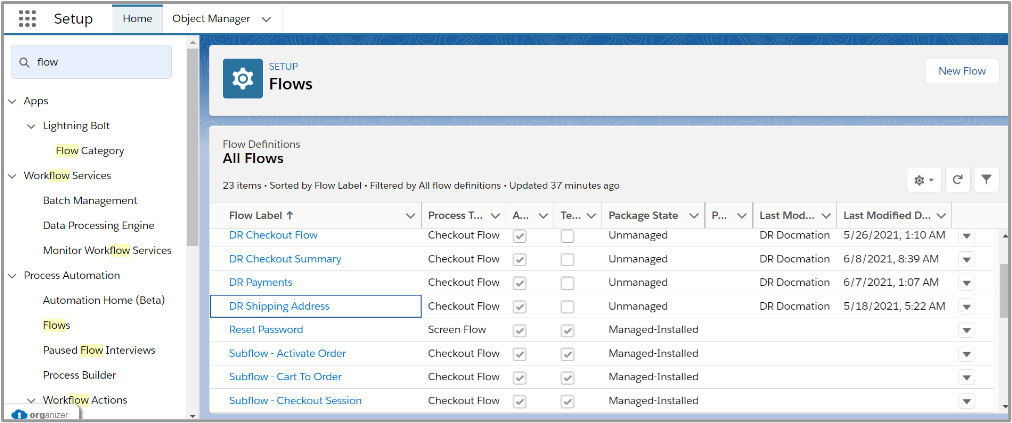 Setup
Home
Object Manager
flow
Apps
Lightning Bolt
Flow Category
Workflow Services
Batch Management
Data Processing Engine
Monitor Workflow Services
Process Automation
Automation Home (Beta)
Flows
Paused Flow Interviews
Process Builder
Workflow Actions
organizer
SETUP
Flows
New Flow
Flow Definitions
All Flows
23 items • Sorted by Flow Label • Filtered by All flow definitions • Updated 37 minutes ago
Flow Label ↑ Process T... A... Te... Package State P... Last Mod... Last Modified D...
DR Checkout Flow Checkout Flow Unmanaged DR Docmation 5/26/2021, 1:10 AM
DR Checkout Summary Checkout Flow Unmanaged DR Docmation 6/8/2021, 8:39 AM
DR Payments Checkout Flow Unmanaged DR Docmation 6/7/2021, 1:07 AM
DR Shipping Address Checkout Flow Unmanaged DR Docmation 5/18/2021, 5:22 AM
Reset Password Screen Flow Managed-Installed
Subflow - Activate Order Checkout Flow Managed-Installed
Subflow - Cart To Order Checkout Flow Managed-Installed
Subflow - Checkout Session Checkout Flow Managed-Installed